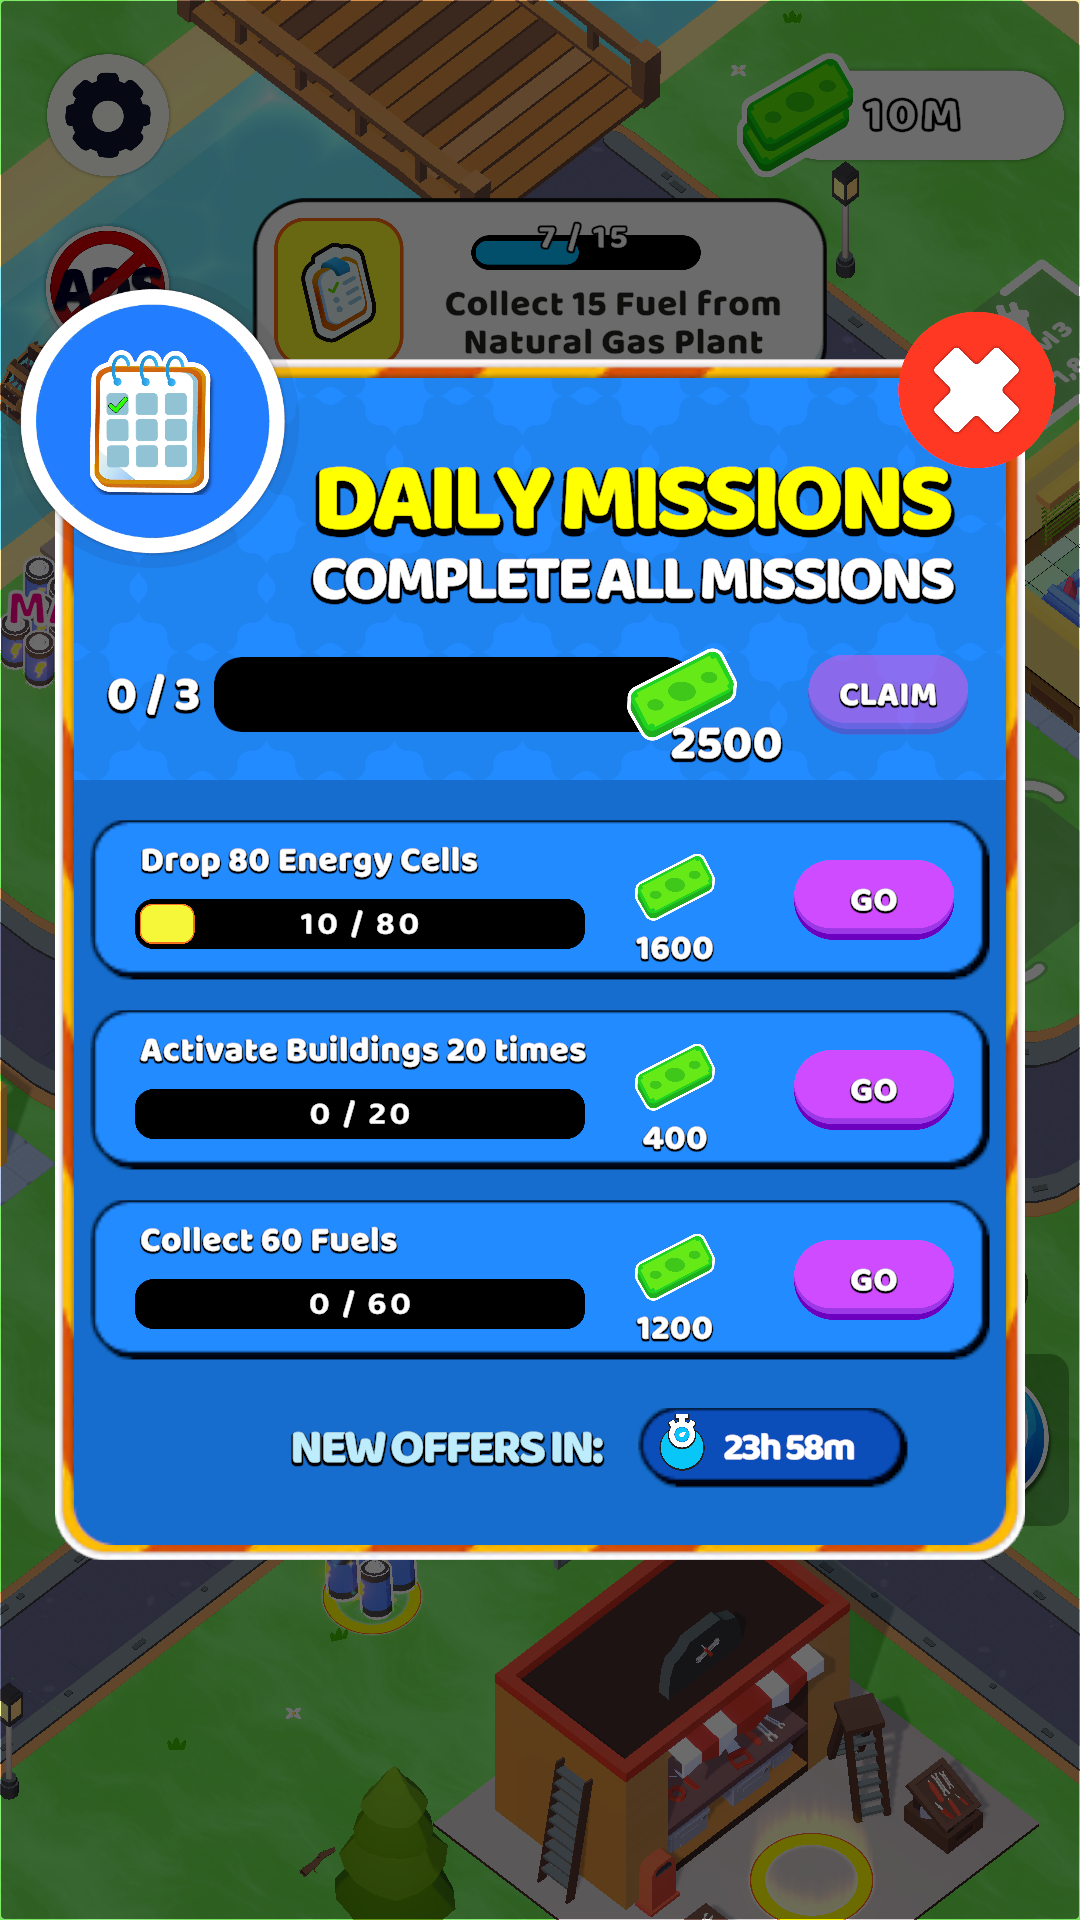 10M
ADS
7 / 15
Collect 15 Fuel from
Natural Gas Plant
DAILY MISSIONS
COMPLETE ALL MISSIONS
0 / 3
2500
CLAIM
Drop 80 Energy Cells
10 / 80
1600
GO
Activate Buildings 20 times
0 / 20
400
GO
Collect 60 Fuels
0 / 60
1200
GO
NEW OFFERS IN:
23h 58m